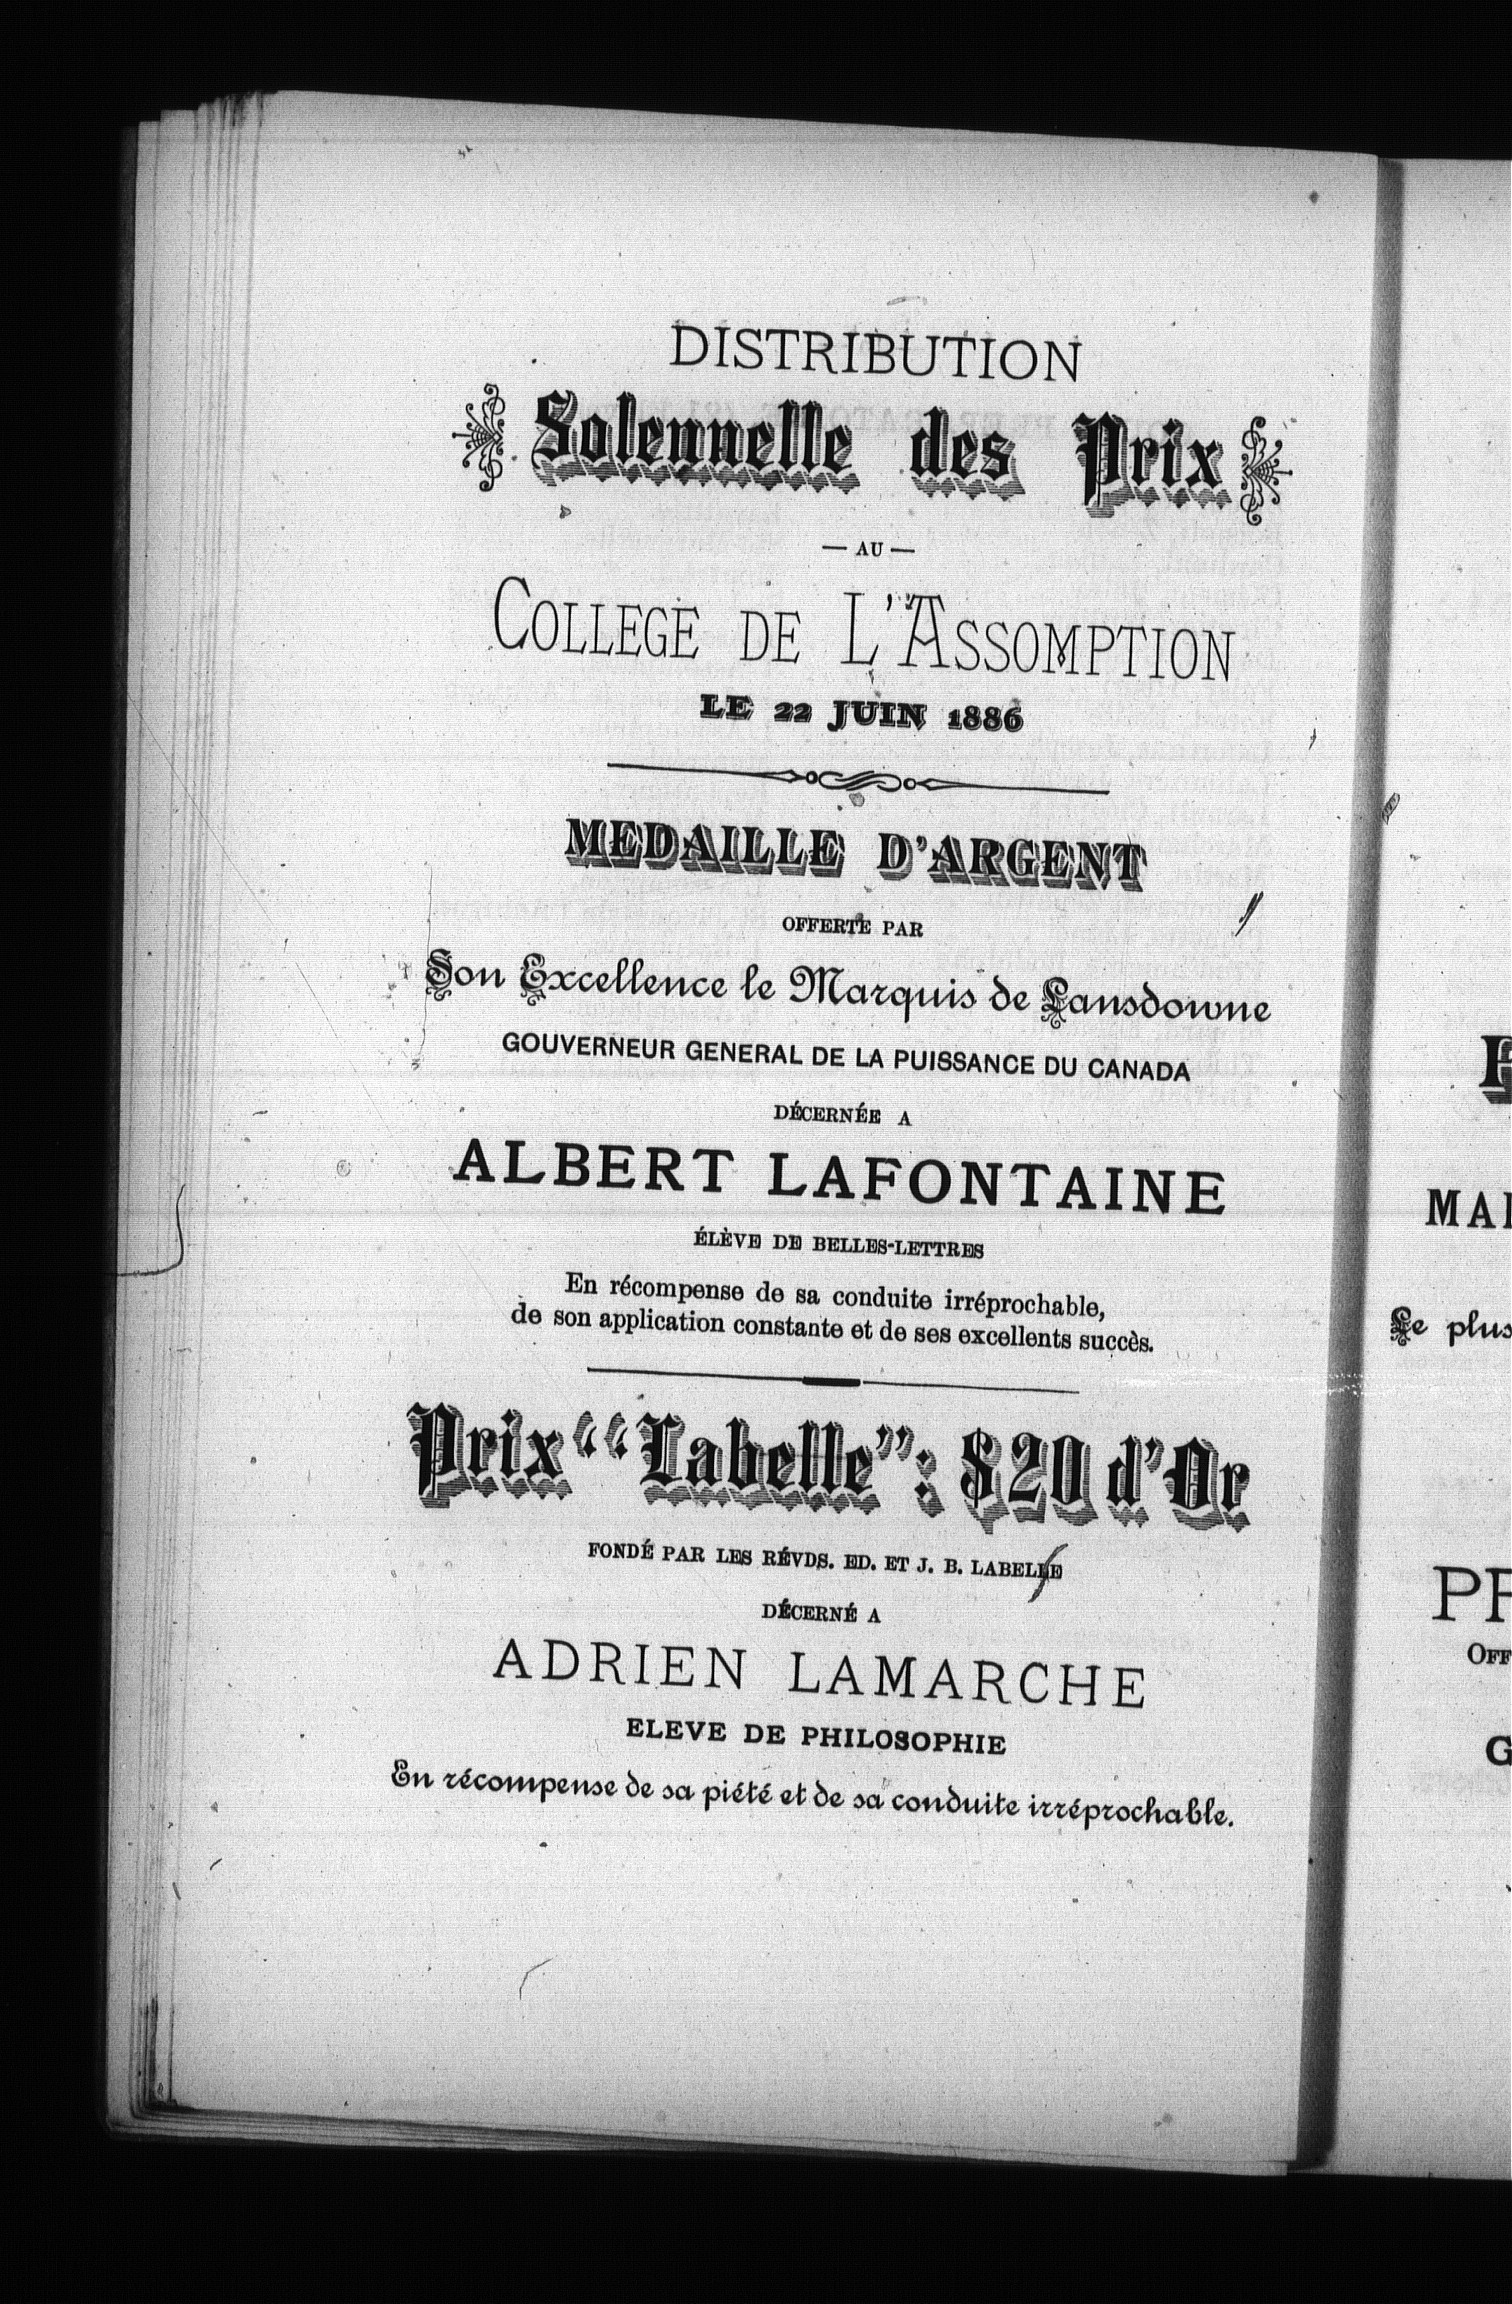 DISTRIBUTION
Solennelle des Prix
— AU —
COLLEGE DE L'ASSOMPTION
LE 22 JUIN 1886
MEDAILLE D'ARGENT
OFFERTE PAR
Son Excellence le Marquis de Lansdowne
GOUVERNEUR GENERAL DE LA PUISSANCE DU CANADA
DÉCERNÉE A
ALBERT LAFONTAINE
ÉLÈVE DE BELLES-LETTRES
En récompense de sa conduite irréprochable,
de son application constante et de ses excellents succès.
Prix “Labelle”: $20 d'Or
FONDÉ PAR LES RÉVDS. ED. ET J. B. LABELLE
DÉCERNÉ A
ADRIEN LAMARCHE
ELEVE DE PHILOSOPHIE
En récompense de sa piété et de sa conduite irréprochable.
Le plus